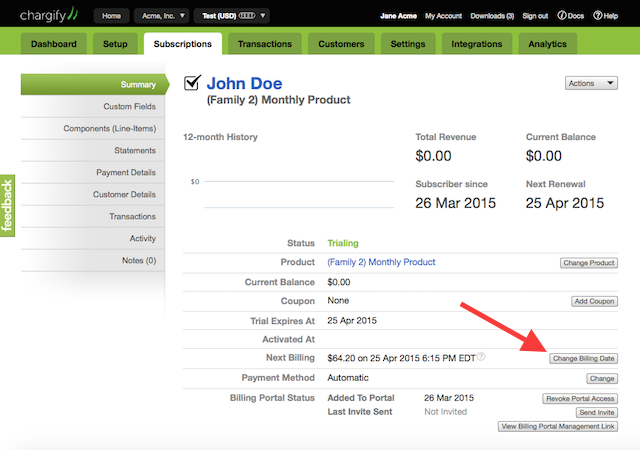 chargify Home Acme, Inc. Test (USD) Jane Acme My Account Downloads (3) Sign out Docs Help
Dashboard Setup Subscriptions Transactions Customers Settings Integrations Analytics
Summary
Custom Fields
Components (Line-Items)
Statements
Payment Details
Customer Details
Transactions
Activity
Notes (0)
feedback
John Doe Actions
(Family 2) Monthly Product
12-month History
$0
Total Revenue Current Balance
$0.00 $0.00
Subscriber since Next Renewal
26 Mar 2015 25 Apr 2015
Status Trialing
Product (Family 2) Monthly Product Change Product
Current Balance $0.00
Coupon None Add Coupon
Trial Expires At 25 Apr 2015
Activated At
Next Billing $64.20 on 25 Apr 2015 6:15 PM EDT ? Change Billing Date
Payment Method Automatic Change
Billing Portal Status Added To Portal 26 Mar 2015 Revoke Portal Access
Last Invite Sent Not Invited Send Invite
View Billing Portal Management Link